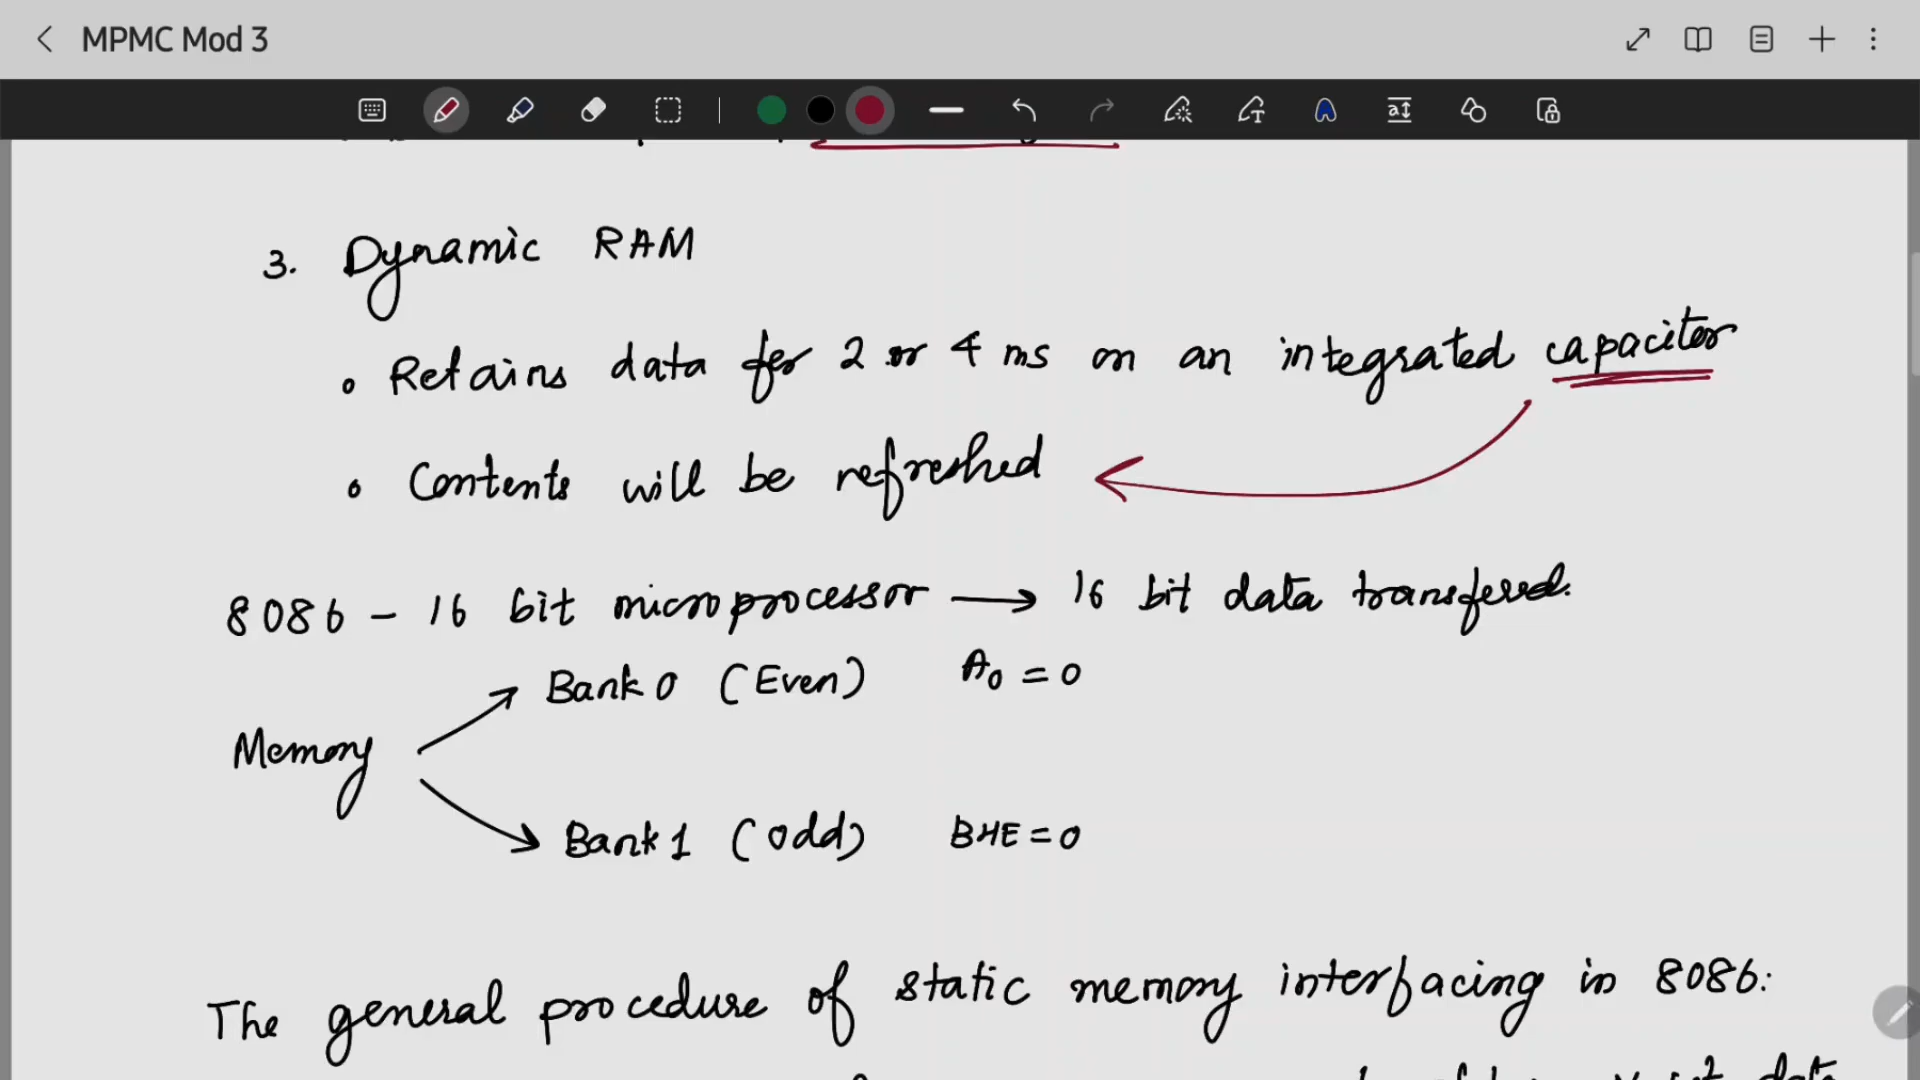 MPMC Mod 3
3. Dynamic RAM
• Retains data for 2 or 4 ms on an integrated capacitor
• Contents will be refreshed
8086 - 16 bit microprocessor → 16 bit data transfered.
Bank 0 (Even) A0 = 0
Memory
Bank 1 (odd) BHE = 0
The general procedure of static memory interfacing in 8086: